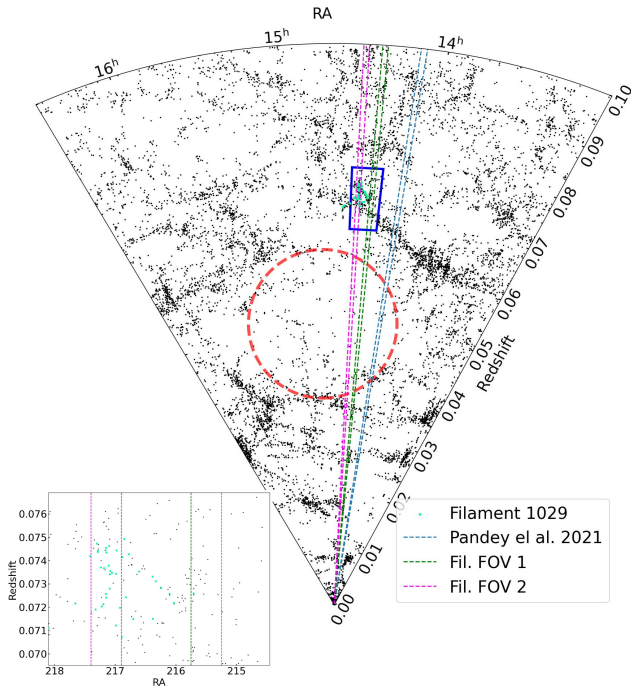 RA
16h
15h
14h
0.10
0.09
0.08
0.07
0.06
0.05
0.04
0.03
0.02
0.01
0.00
Redshift
Filament 1029
Pandey el al. 2021
Fil. FOV 1
Fil. FOV 2
0.076
0.075
0.074
0.073
0.072
0.071
0.070
Redshift
218
217
216
215
RA